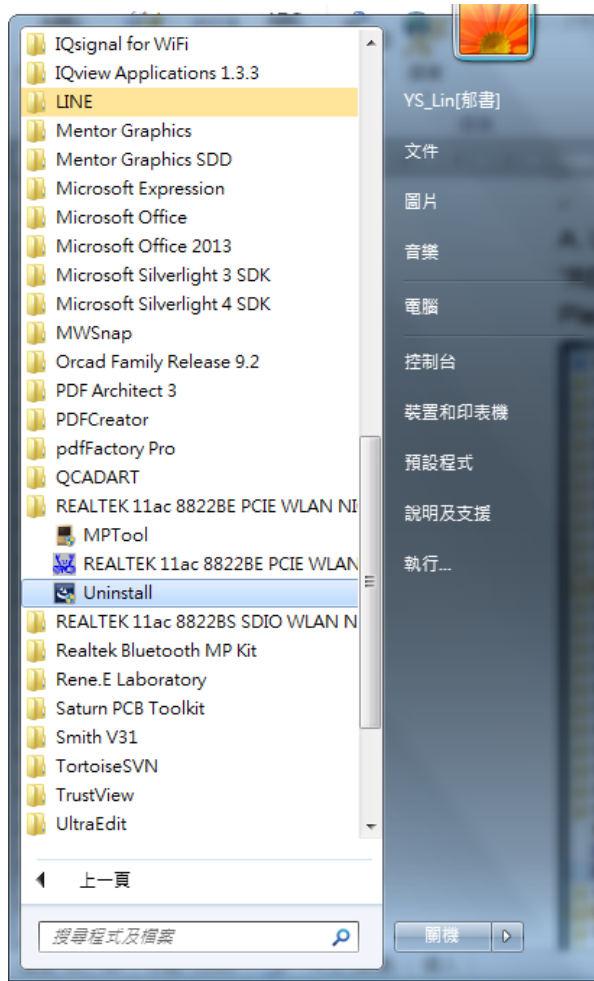 IQsignal for WiFi
IQview Applications 1.3.3
LINE
Mentor Graphics
Mentor Graphics SDD
Microsoft Expression
Microsoft Office
Microsoft Office 2013
Microsoft Silverlight 3 SDK
Microsoft Silverlight 4 SDK
MWSnap
Orcad Family Release 9.2
PDF Architect 3
PDFCreator
pdfFactory Pro
QCADART
REALTEK 11ac 8822BE PCIE WLAN NI
MPTool
REALTEK 11ac 8822BE PCIE WLAN
Uninstall
REALTEK 11ac 8822BS SDIO WLAN N
Realtek Bluetooth MP Kit
Rene.E Laboratory
Saturn PCB Toolkit
Smith V31
TortoiseSVN
TrustView
UltraEdit
上一頁
搜尋程式及檔案
YS_Lin[郁書]
文件
圖片
音樂
電腦
控制台
裝置和印表機
預設程式
說明及支援
執行...
關機